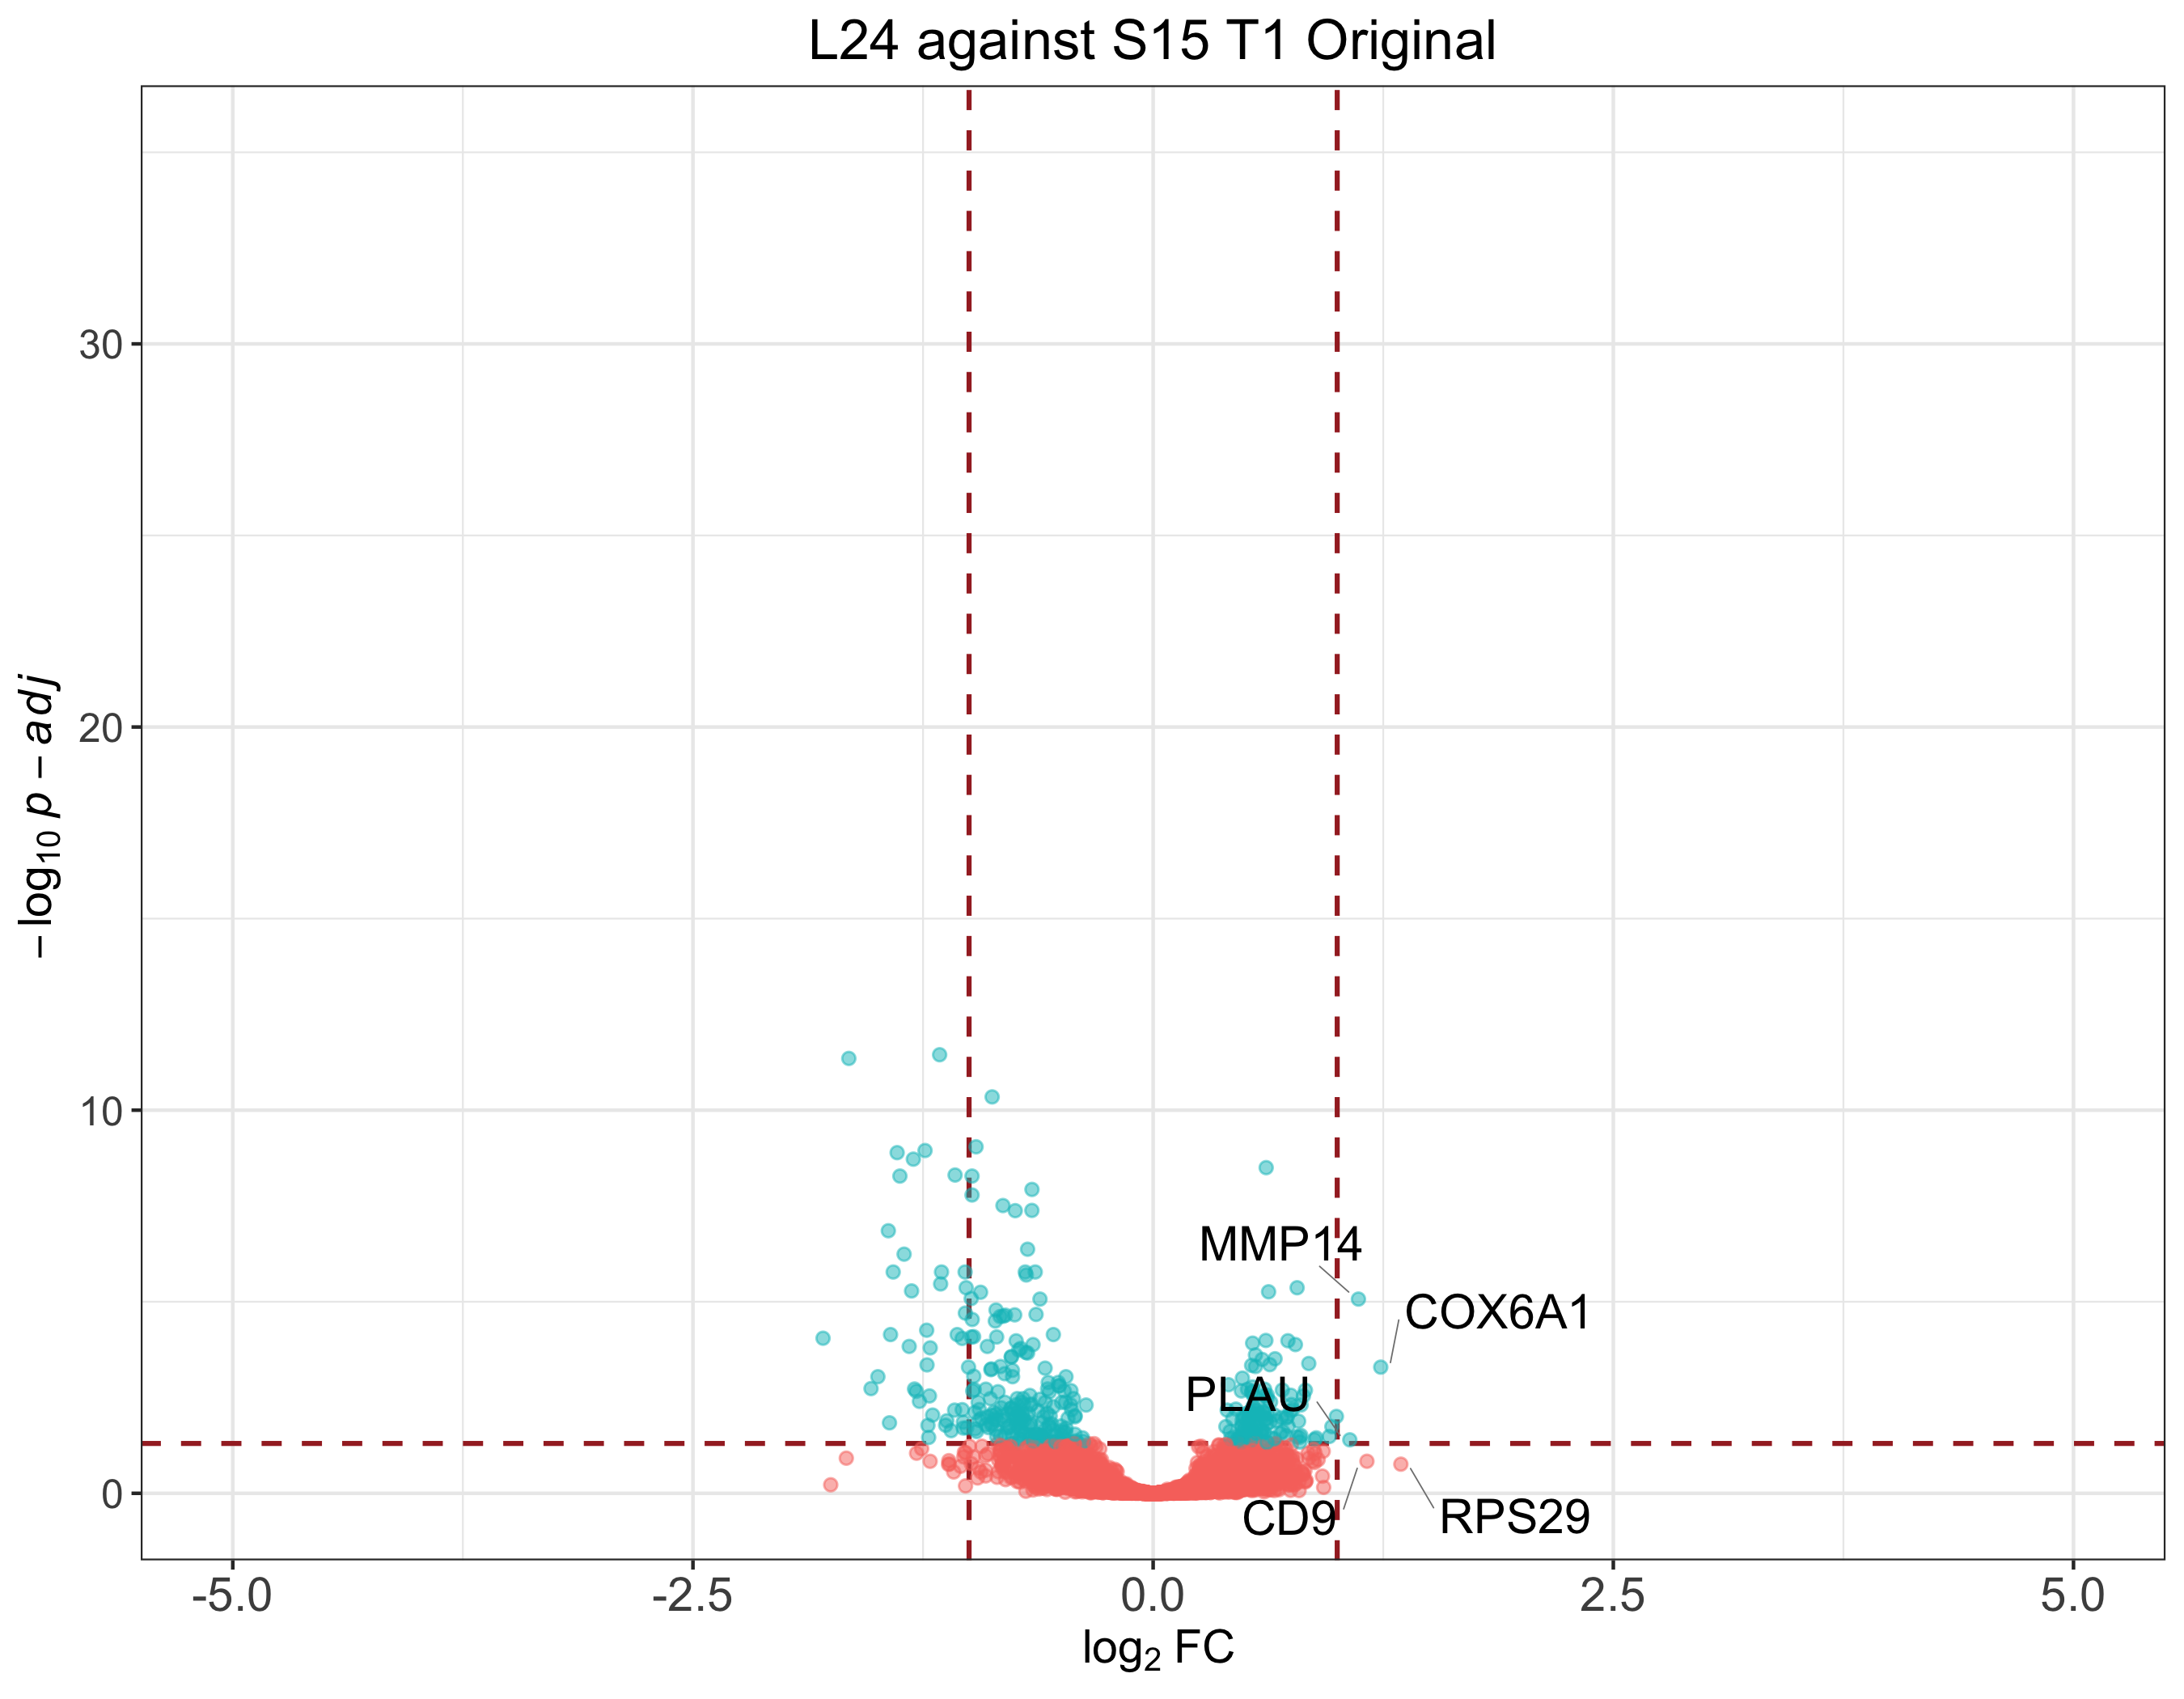 L24 against S15 T1 Original
30
20
10
0
−log10 p − adj
MMP14
COX6A1
PLAU
CD9
RPS29
-5.0
-2.5
0.0
2.5
5.0
log2 FC